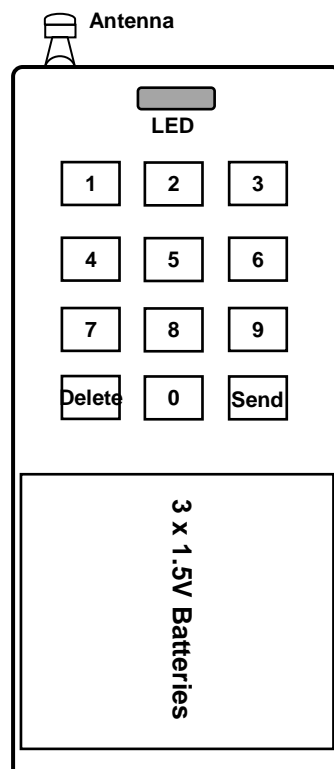 Antenna
LED
1 2 3
4 5 6
7 8 9
Delete 0 Send
3 x 1.5V Batteries